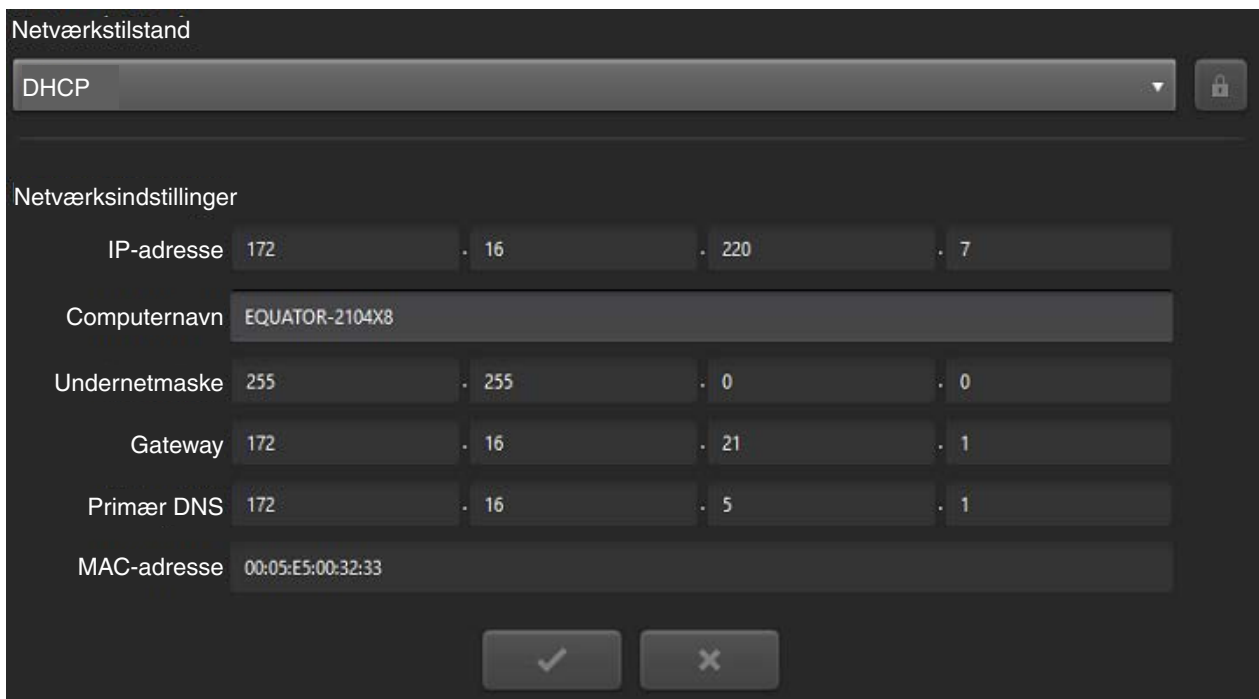 Netværkstilstand
DHCP
Netværksindstillinger
IP-adresse 172 . 16 . 220 . 7
Computernavn EQUATOR-2104X8
Undernetmaske 255 . 255 . 0 . 0
Gateway 172 . 16 . 21 . 1
Primær DNS 172 . 16 . 5 . 1
MAC-adresse 00:05:E5:00:32:33